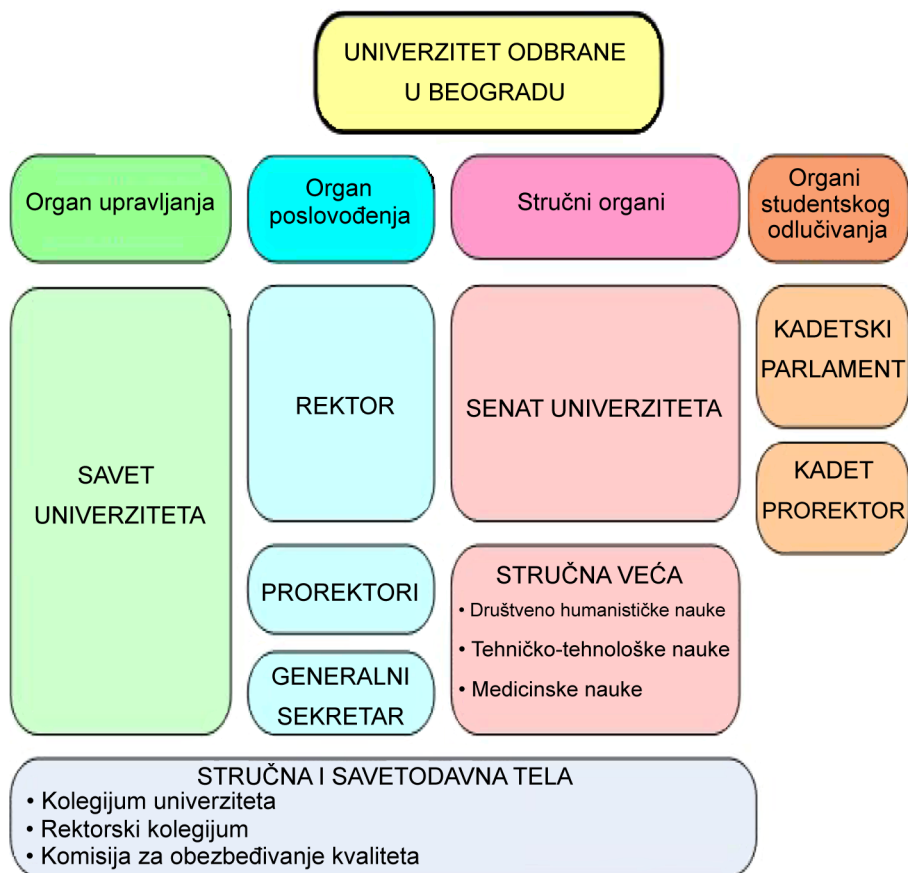 UNIVERZITET ODBRANE
U BEOGRADU
Organ upravljanja
Organ
poslovođenja
Stručni organi
Organi
studentskog
odlučivanja
SAVET
UNIVERZITETA
REKTOR
PROREKTORI
GENERALNI
SEKRETAR
SENAT UNIVERZITETA
STRUČNA VEĆA
• Društveno humanističke nauke
• Tehničko-tehnološke nauke
• Medicinske nauke
KADETSKI
PARLAMENT
KADET
PROREKTOR
STRUČNA I SAVETODAVNA TELA
• Kolegijum univerziteta
• Rektorski kolegijum
• Komisija za obezbeđivanje kvaliteta